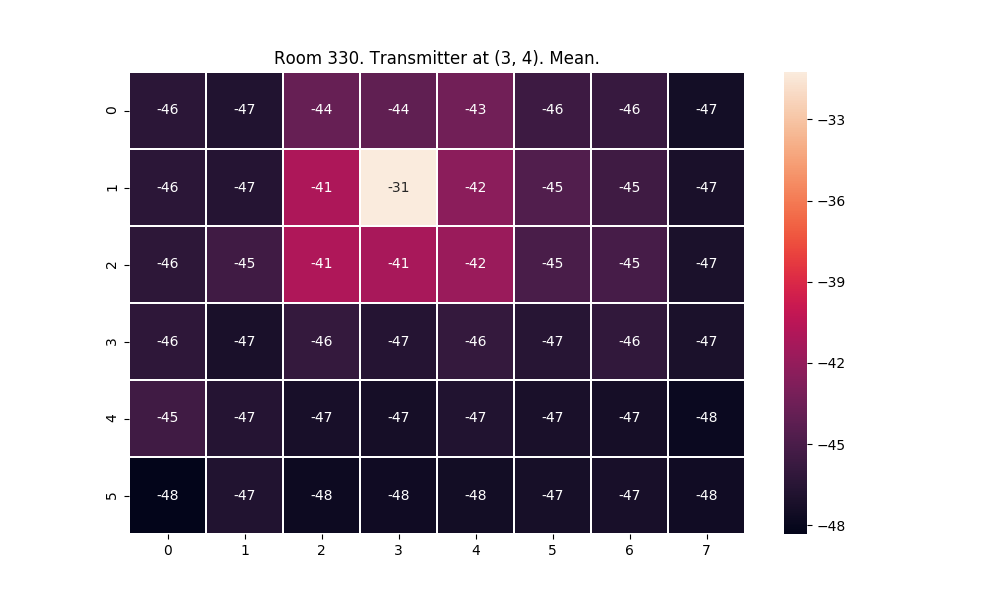 Room 330. Transmitter at (3, 4). Mean.
0 -46 -47 -44 -44 -43 -46 -46 -47
1 -46 -47 -41 -31 -42 -45 -45 -47
2 -46 -45 -41 -41 -42 -45 -45 -47
3 -46 -47 -46 -47 -46 -47 -46 -47
4 -45 -47 -47 -47 -47 -47 -47 -48
5 -48 -47 -48 -48 -48 -47 -47 -48
0 1 2 3 4 5 6 7
−33
−36
−39
−42
−45
−48